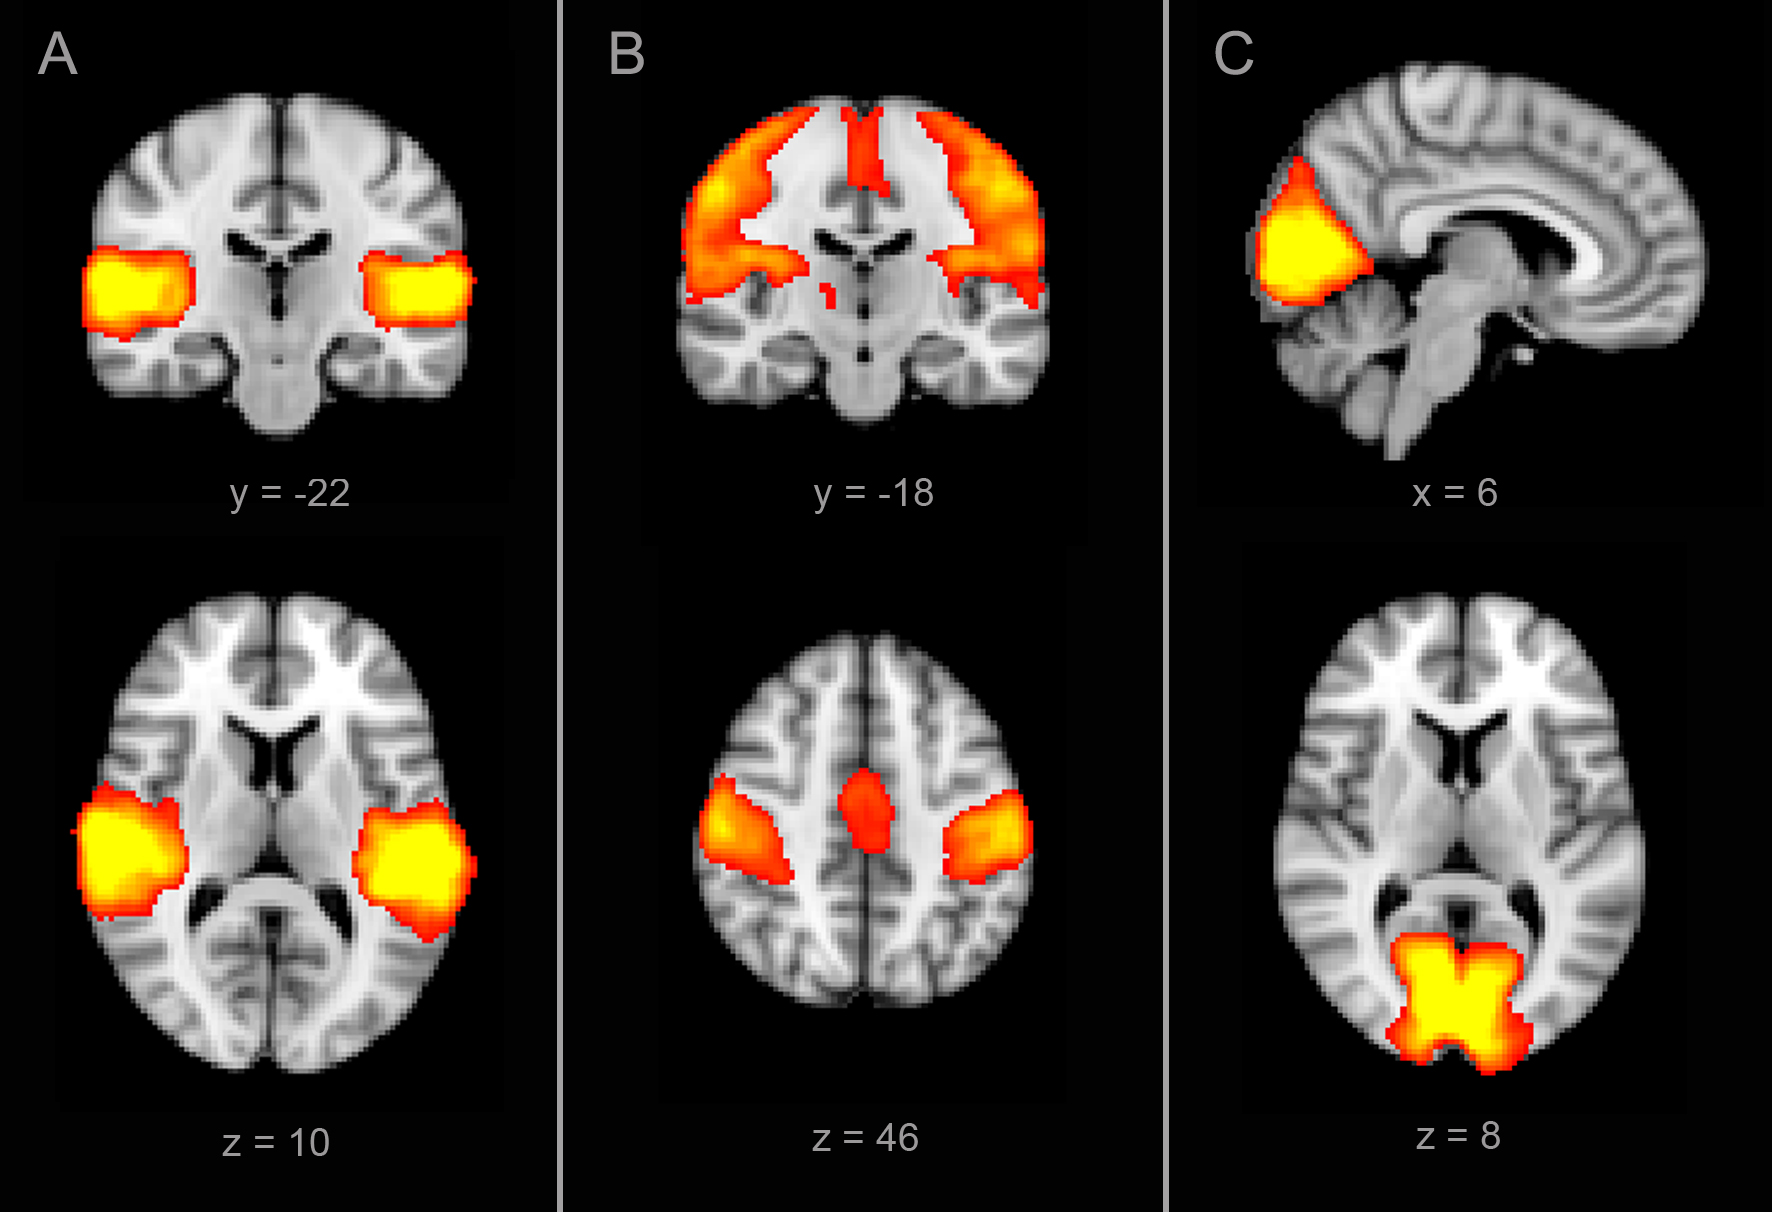 A
B
C
y = -22
y = -18
x = 6
z = 10
z = 46
z = 8